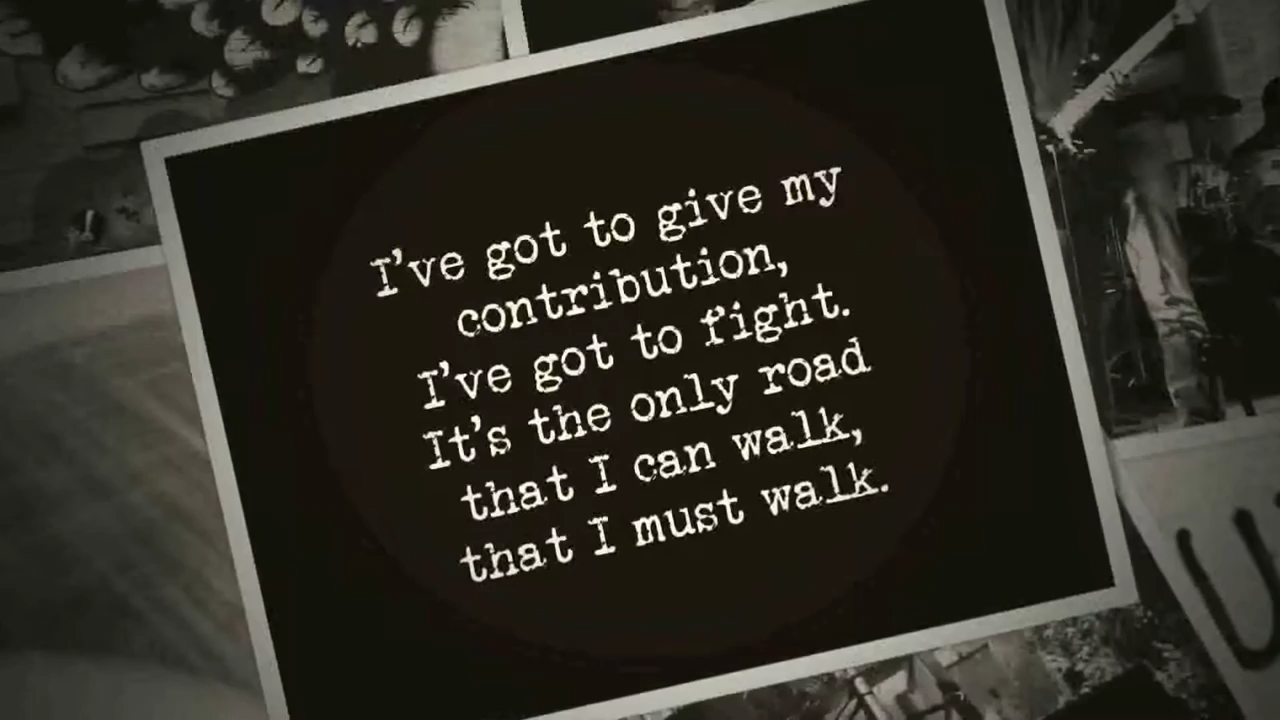 I've got to give my
contribution,
I've got to fight.
It's the only road
that I can walk,
that I must walk.